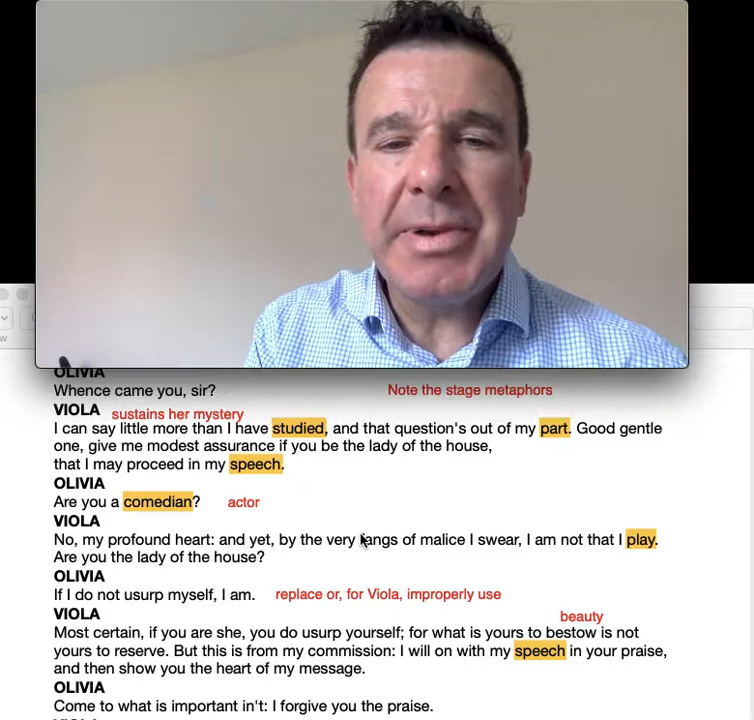 OLIVIA
Whence came you, sir? Note the stage metaphors
VIOLA sustains her mystery
I can say little more than I have studied, and that question's out of my part. Good gentle
one, give me modest assurance if you be the lady of the house,
that I may proceed in my speech.
OLIVIA
Are you a comedian? actor
VIOLA
No, my profound heart: and yet, by the very fangs of malice I swear, I am not that I play.
Are you the lady of the house?
OLIVIA
If I do not usurp myself, I am. replace or, for Viola, improperly use
VIOLA beauty
Most certain, if you are she, you do usurp yourself; for what is yours to bestow is not
yours to reserve. But this is from my commission: I will on with my speech in your praise,
and then show you the heart of my message.
OLIVIA
Come to what is important in't: I forgive you the praise.
VIOLA